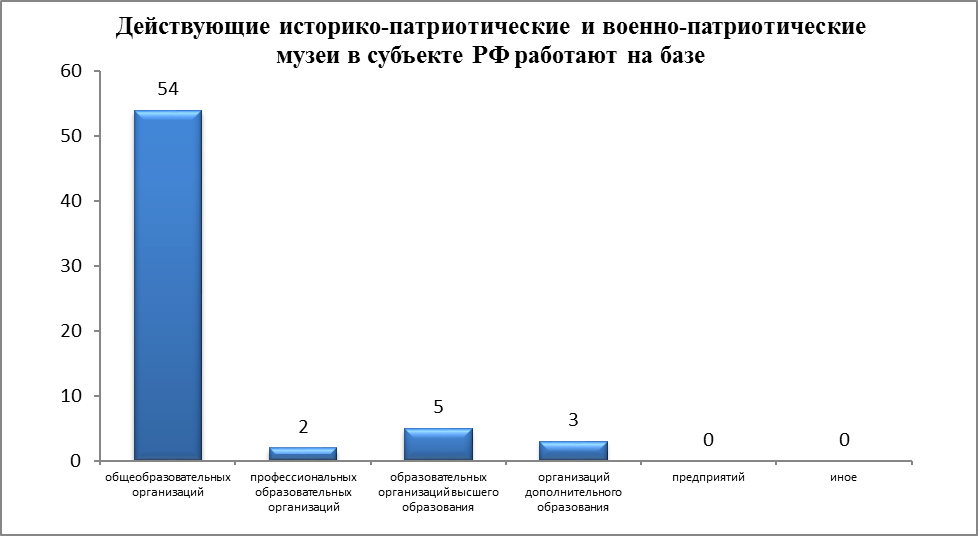 Действующие историко-патриотические и военно-патриотические
музеи в субъекте РФ работают на базе
60
50
40
30
20
10
0
54
2
5
3
0
0
общеобразовательных
организаций
профессиональных
образовательных
организаций
образовательных
организаций высшего
образования
организаций
дополнительного
образования
предприятий
иное